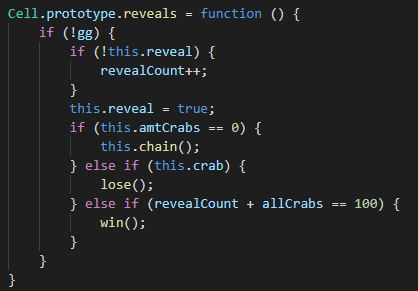 Cell.prototype.reveals = function () {
    if (!gg) {
        if (!this.reveal) {
            revealCount++;
        }
        this.reveal = true;
        if (this.amtCrabs == 0) {
            this.chain();
        } else if (this.crab) {
            lose();
        } else if (revealCount + allCrabs == 100) {
            win();
        }
    }
}